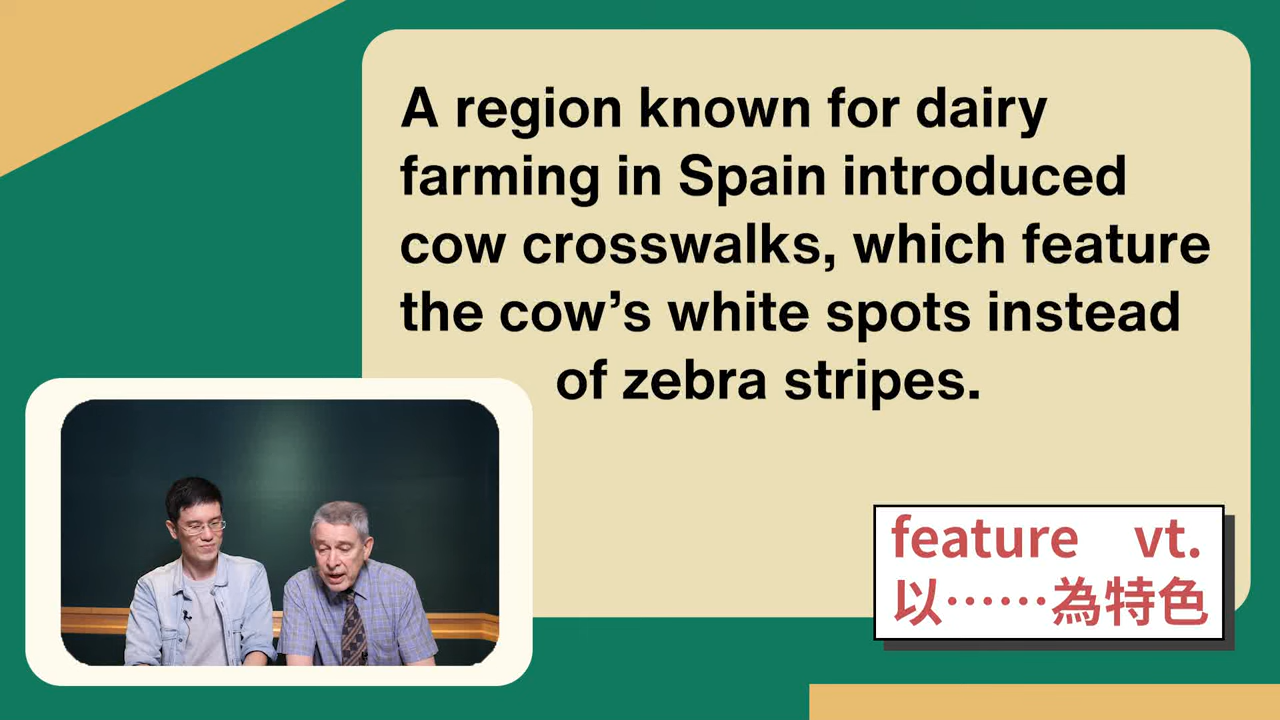 A region known for dairy
farming in Spain introduced
cow crosswalks, which feature
the cow’s white spots instead
of zebra stripes.
feature vt.
以……為特色